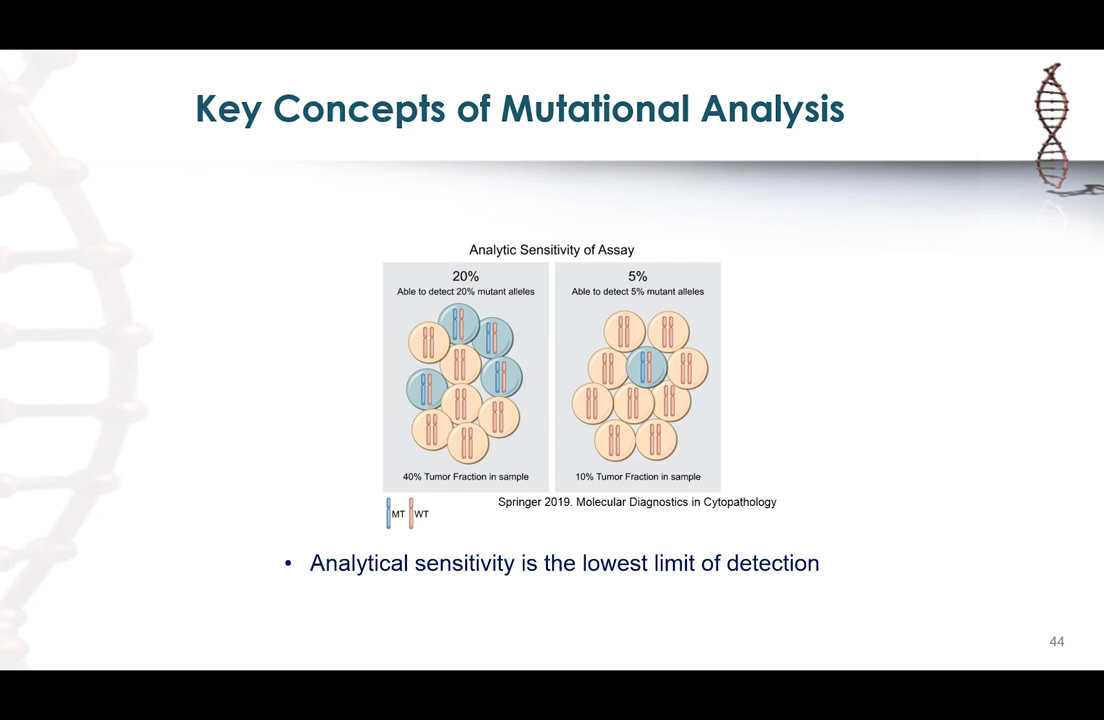 Key Concepts of Mutational Analysis
Analytic Sensitivity of Assay
20%
Able to detect 20% mutant alleles
40% Tumor Fraction in sample
5%
Able to detect 5% mutant alleles
10% Tumor Fraction in sample
MT WT
Springer 2019. Molecular Diagnostics in Cytopathology
• Analytical sensitivity is the lowest limit of detection
44